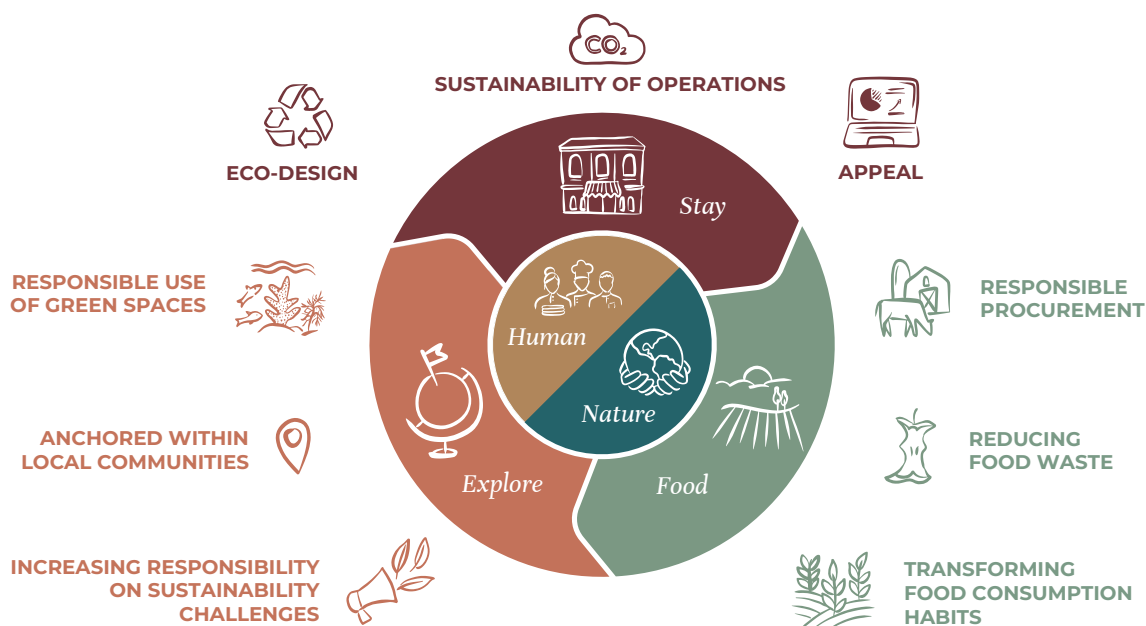 CO₂
SUSTAINABILITY OF OPERATIONS
ECO-DESIGN
APPEAL
Stay
RESPONSIBLE USE
OF GREEN SPACES
RESPONSIBLE
PROCUREMENT
Human
Nature
ANCHORED WITHIN
LOCAL COMMUNITIES
REDUCING
FOOD WASTE
Explore
Food
INCREASING RESPONSIBILITY
ON SUSTAINABILITY
CHALLENGES
TRANSFORMING
FOOD CONSUMPTION
HABITS